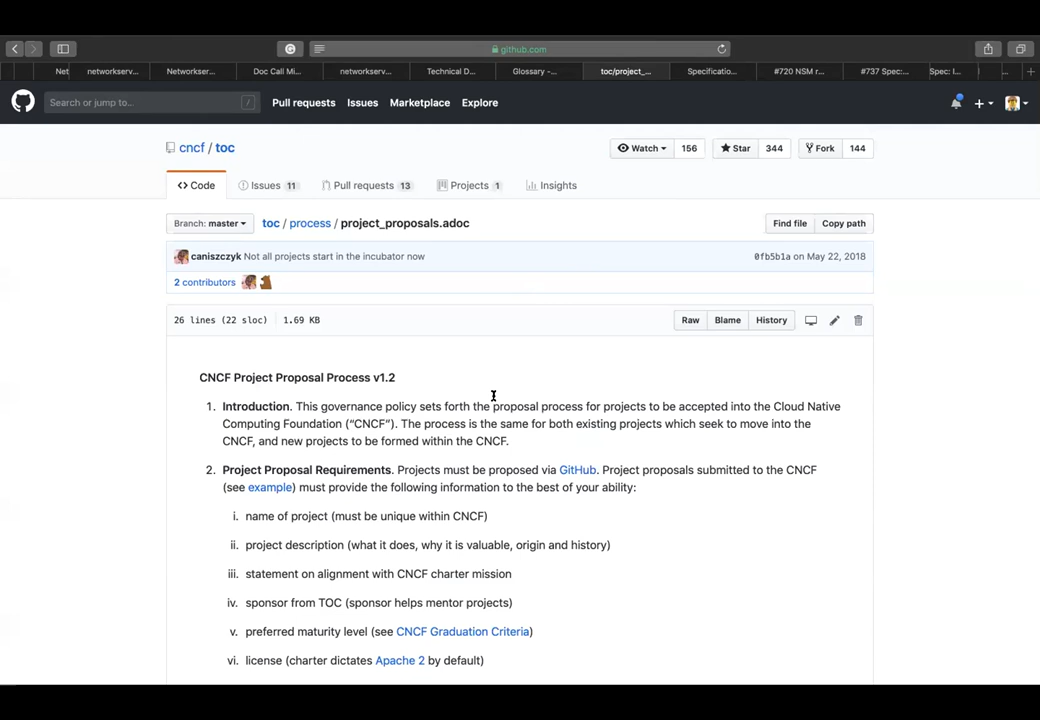 github.com
Net
networkserv...
Networkser...
Doc Call Mi...
networkserv...
Technical D...
Glossary -...
toc/project_...
Specificatio...
#720 NSM r...
#737 Spec:...
Spec: I...
...
Search or jump to...
/
Pull requests
Issues
Marketplace
Explore
cncf / toc
Watch
156
Star
344
Fork
144
Code
Issues 11
Pull requests 13
Projects 1
Insights
Branch: master
toc / process / project_proposals.adoc
Find file
Copy path
caniszczyk Not all projects start in the incubator now
0fb5b1a on May 22, 2018
2 contributors
26 lines (22 sloc)
1.69 KB
Raw
Blame
History
CNCF Project Proposal Process v1.2
1. Introduction. This governance policy sets forth the proposal process for projects to be accepted into the Cloud Native
Computing Foundation (“CNCF”). The process is the same for both existing projects which seek to move into the
CNCF, and new projects to be formed within the CNCF.
2. Project Proposal Requirements. Projects must be proposed via GitHub. Project proposals submitted to the CNCF
(see example) must provide the following information to the best of your ability:
i. name of project (must be unique within CNCF)
ii. project description (what it does, why it is valuable, origin and history)
iii. statement on alignment with CNCF charter mission
iv. sponsor from TOC (sponsor helps mentor projects)
v. preferred maturity level (see CNCF Graduation Criteria)
vi. license (charter dictates Apache 2 by default)